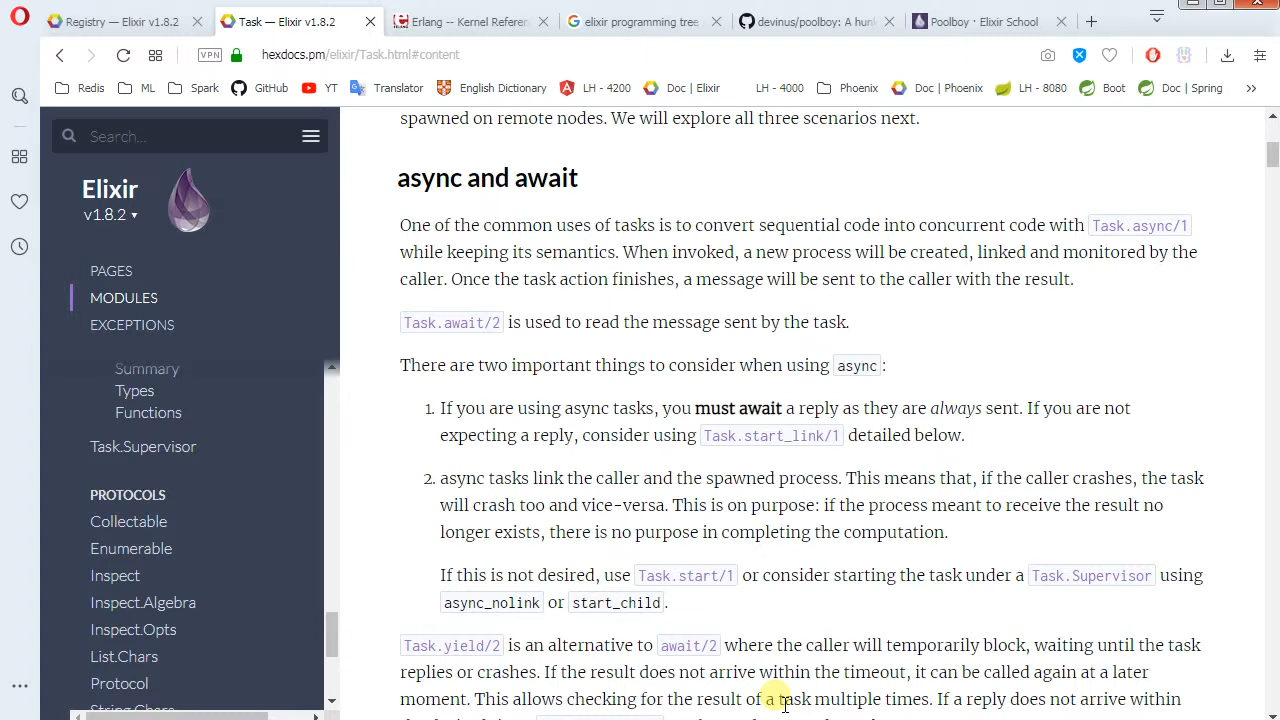 Registry — Elixir v1.8.2
Task — Elixir v1.8.2
Erlang -- Kernel Referen
elixir programming tree
devinus/poolboy: A hunk
Poolboy · Elixir School
VPN
hexdocs.pm/elixir/Task.html#content
Redis
ML
Spark
GitHub
YT
Translator
English Dictionary
LH - 4200
Doc | Elixir
LH - 4000
Phoenix
Doc | Phoenix
LH - 8080
Boot
Doc | Spring
Search...
Elixir
v1.8.2
PAGES
MODULES
EXCEPTIONS
Summary
Types
Functions
Task.Supervisor
PROTOCOLS
Collectable
Enumerable
Inspect
Inspect.Algebra
Inspect.Opts
List.Chars
Protocol
String.Chars
spawned on remote nodes. We will explore all three scenarios next.
async and await
One of the common uses of tasks is to convert sequential code into concurrent code with Task.async/1
while keeping its semantics. When invoked, a new process will be created, linked and monitored by the
caller. Once the task action finishes, a message will be sent to the caller with the result.
Task.await/2 is used to read the message sent by the task.
There are two important things to consider when using async:
1. If you are using async tasks, you must await a reply as they are always sent. If you are not
expecting a reply, consider using Task.start_link/1 detailed below.
2. async tasks link the caller and the spawned process. This means that, if the caller crashes, the task
will crash too and vice-versa. This is on purpose: if the process meant to receive the result no
longer exists, there is no purpose in completing the computation.
If this is not desired, use Task.start/1 or consider starting the task under a Task.Supervisor using
async_nolink or start_child.
Task.yield/2 is an alternative to await/2 where the caller will temporarily block, waiting until the task
replies or crashes. If the result does not arrive within the timeout, it can be called again at a later
moment. This allows checking for the result of a task multiple times. If a reply does not arrive within